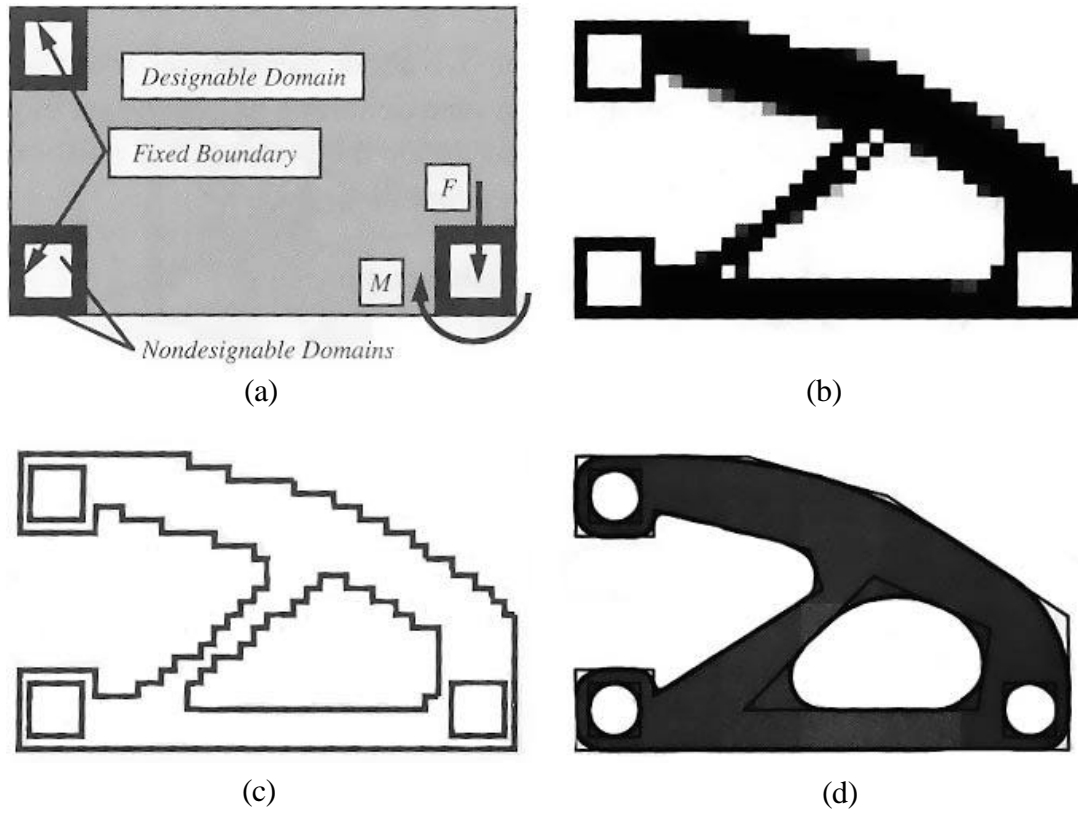 Designable Domain
Fixed Boundary
F
M
Nondesignable Domains
(a)
(b)
(c)
(d)